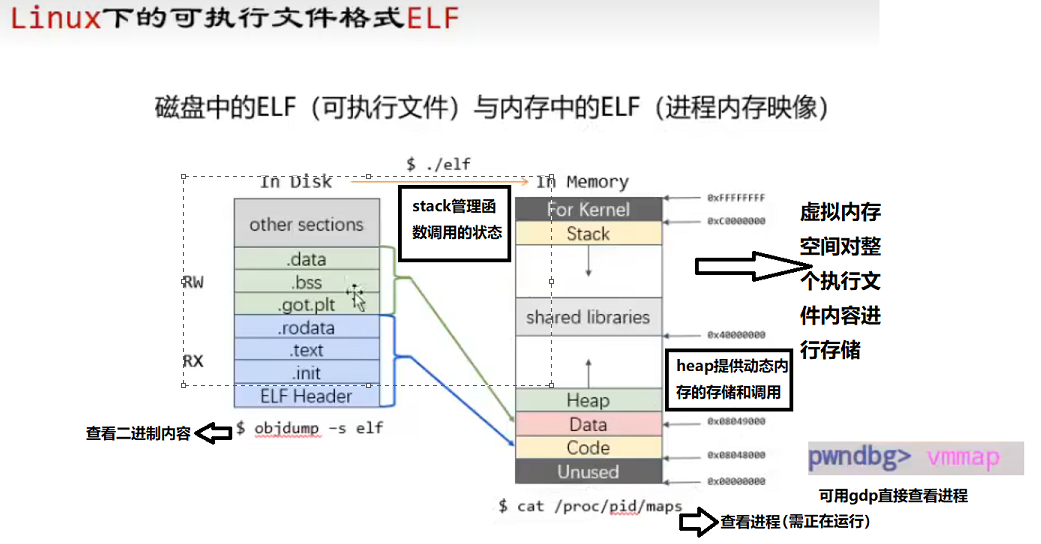 Linux下的可执行文件格式ELF
磁盘中的ELF（可执行文件）与内存中的ELF（进程内存映像）
$ ./elf
In Disk
In Memory
other sections
.data
.bss
.got.plt
.rodata
.text
.init
ELF Header
RW
RX
$ objdump -s elf
查看二进制内容
stack管理函
数调用的状态
For Kernel
Stack
shared libraries
Heap
Data
Code
Unused
0xFFFFFFFF
0xC0000000
0x40000000
0x08049000
0x08048000
0x00000000
heap提供动态内
存的存储和调用
虚拟内存
空间对整
个执行文
件内容进
行存储
$ cat /proc/pid/maps
查看进程(需正在运行)
pwndbg> vmmap
可用gdp直接查看进程